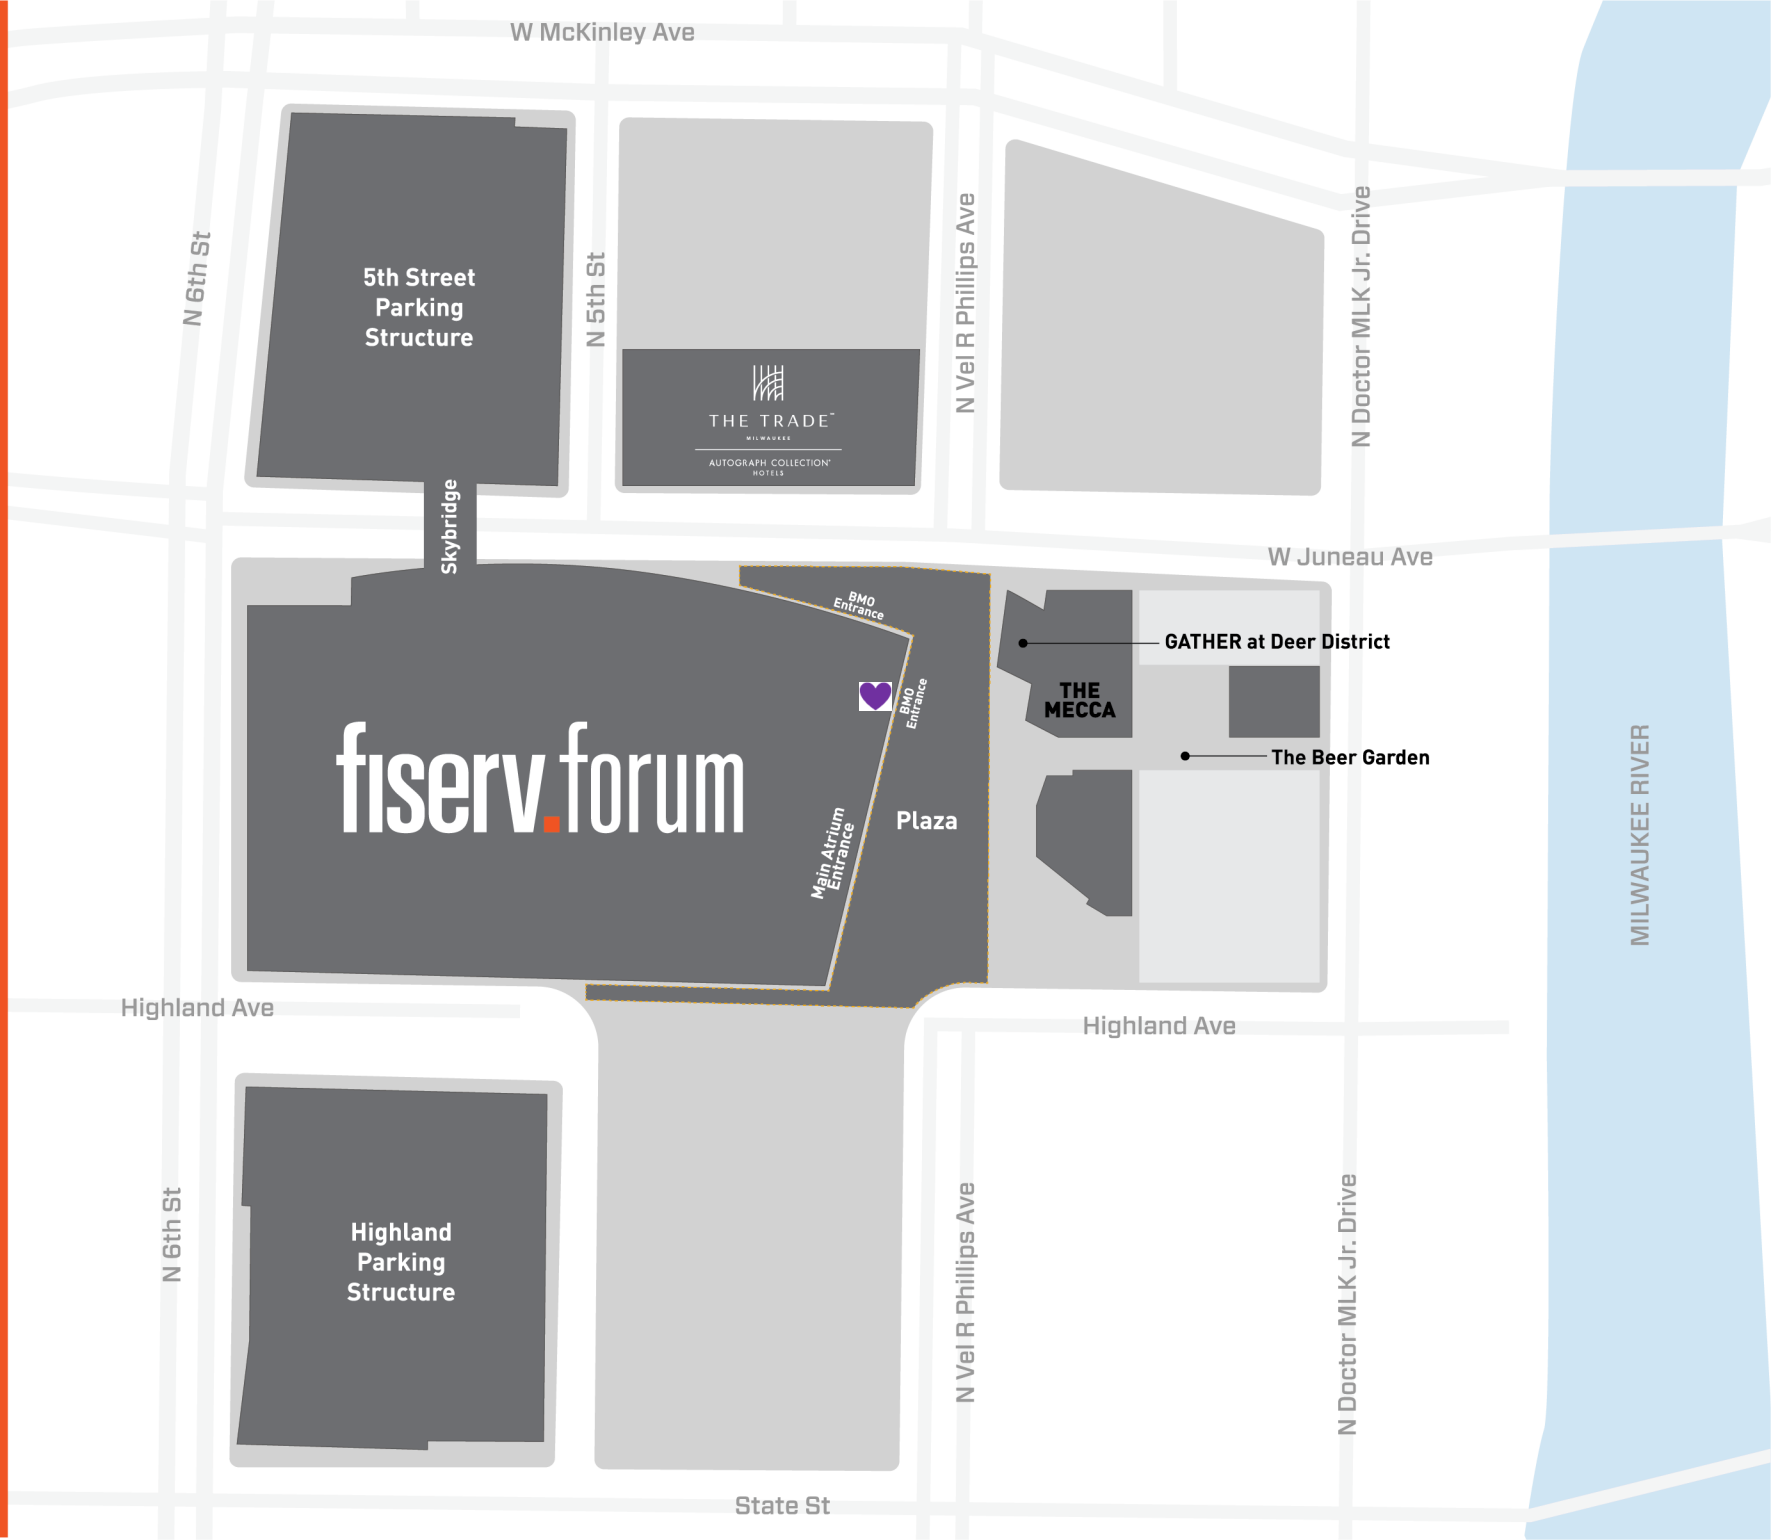 W McKinley Ave
N 6th St
5th Street
Parking
Structure
N 5th St
N Vel R Phillips Ave
N Doctor MLK Jr. Drive
THE TRADE™
MILWAUKEE
AUTOGRAPH COLLECTION®
HOTELS
Skybridge
W Juneau Ave
BMO
Entrance
GATHER at Deer District
BMO
Entrance
THE
MECCA
fiserv.forum
The Beer Garden
Main Atrium
Entrance
Plaza
MILWAUKEE RIVER
Highland Ave
Highland Ave
N 6th St
Highland
Parking
Structure
N Vel R Phillips Ave
N Doctor MLK Jr. Drive
State St